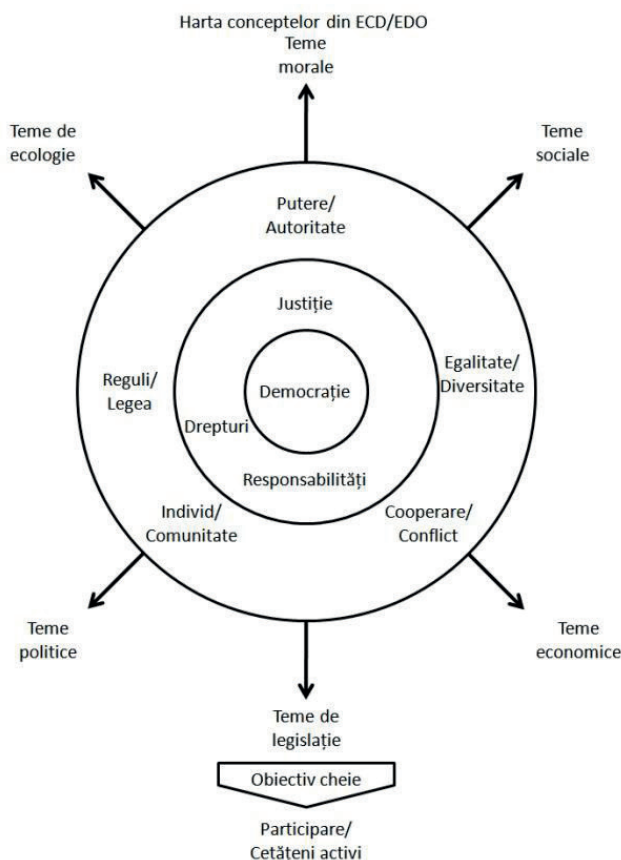 Harta conceptelor din ECD/EDO
Teme
morale
Teme de
ecologie
Teme
sociale
Putere/
Autoritate
Justiție
Reguli/
Legea
Egalitate/
Diversitate
Democrație
Drepturi
Responsabilități
Individ/
Comunitate
Cooperare/
Conflict
Teme
politice
Teme
economice
Teme de
legislație
Obiectiv cheie
Participare/
Cetăteni activi